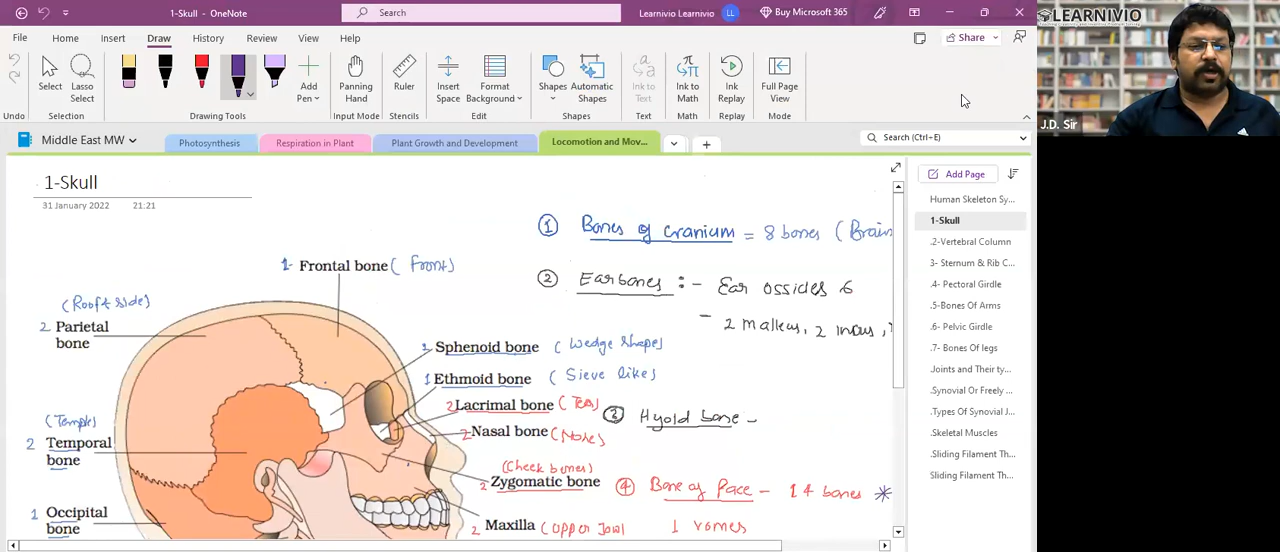 1-Skull - OneNote
Search
Learnivio Learnivio LL
Buy Microsoft 365
File Home Insert Draw History Review View Help
Share
Undo
Select
Lasso Select
Add Pen
Panning Hand
Ruler
Insert Space
Format Background
Shapes
Automatic Shapes
Ink to Text
Ink to Math
Ink Replay
Full Page View
Selection
Drawing Tools
Input Mode
Stencils
Edit
Shapes
Text
Math
Replay
Mode
Middle East MW
Photosynthesis
Respiration in Plant
Plant Growth and Development
Locomotion and Mov...
Search (Ctrl+E)
1-Skull
31 January 2022 21:21
1- Frontal bone (Front)
(Roof & side)
2 Parietal bone
Sphenoid bone (Wedge shape)
1 Ethmoid bone (Sieve like)
2 Lacrimal bone (Tear)
2 Nasal bone (Nose)
(Cheek bones)
2 Zygomatic bone
2 Maxilla (Upper Jaw)
(Temple)
2 Temporal bone
1 Occipital bone
① Bones of cranium = 8 bones (Brain
② Ear bones :- Ear ossicles 6
- 2 malleus, 2 incus,
③ Hyoid bone -
④ Bone of Face - 14 bones *
1 vomer
Add Page
Human Skeleton Sy...
1-Skull
.2-Vertebral Column
3- Sternum & Rib C...
.4- Pectoral Girdle
.5-Bones Of Arms
.6- Pelvic Girdle
.7- Bones Of legs
.Joints and Their ty...
.Synovial Or Freely ...
.Types Of Synovial J...
.Skeletal Muscles
.Sliding Filament Th...
Sliding Filament Th...
LEARNIVIO
J.D. Sir